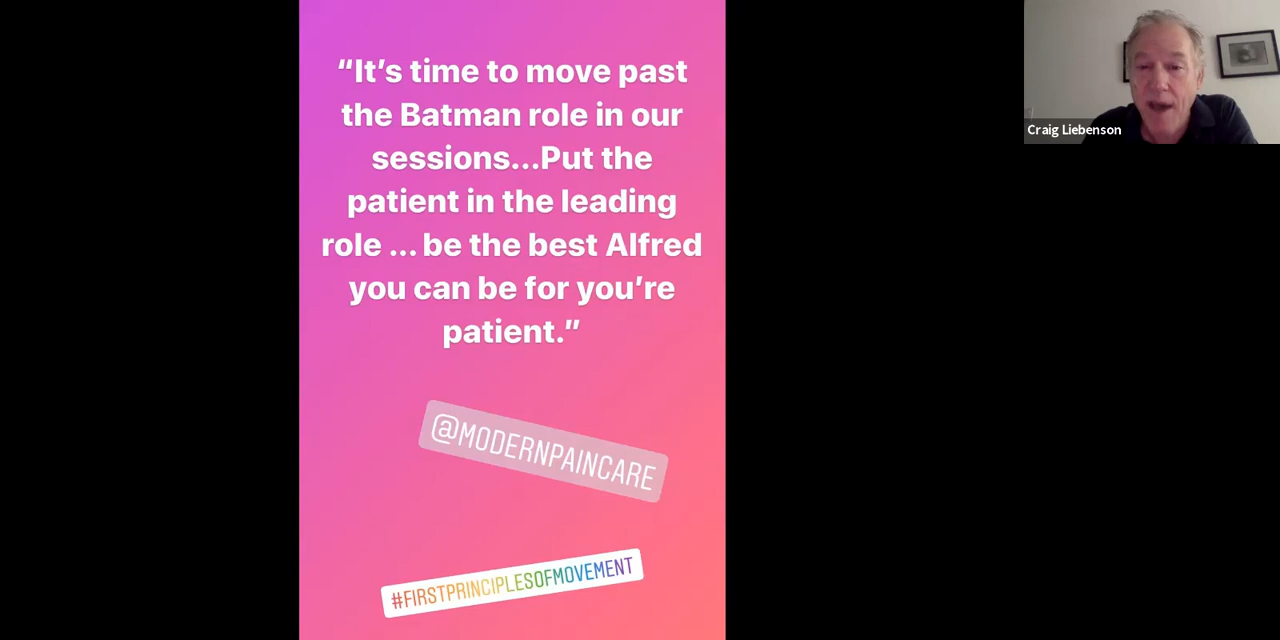 “It’s time to move past
the Batman role in our
sessions...Put the
patient in the leading
role ... be the best Alfred
you can be for you’re
patient.”
@MODERNPAINCARE
#FIRSTPRINCIPLESOFMOVEMENT
Craig Liebenson